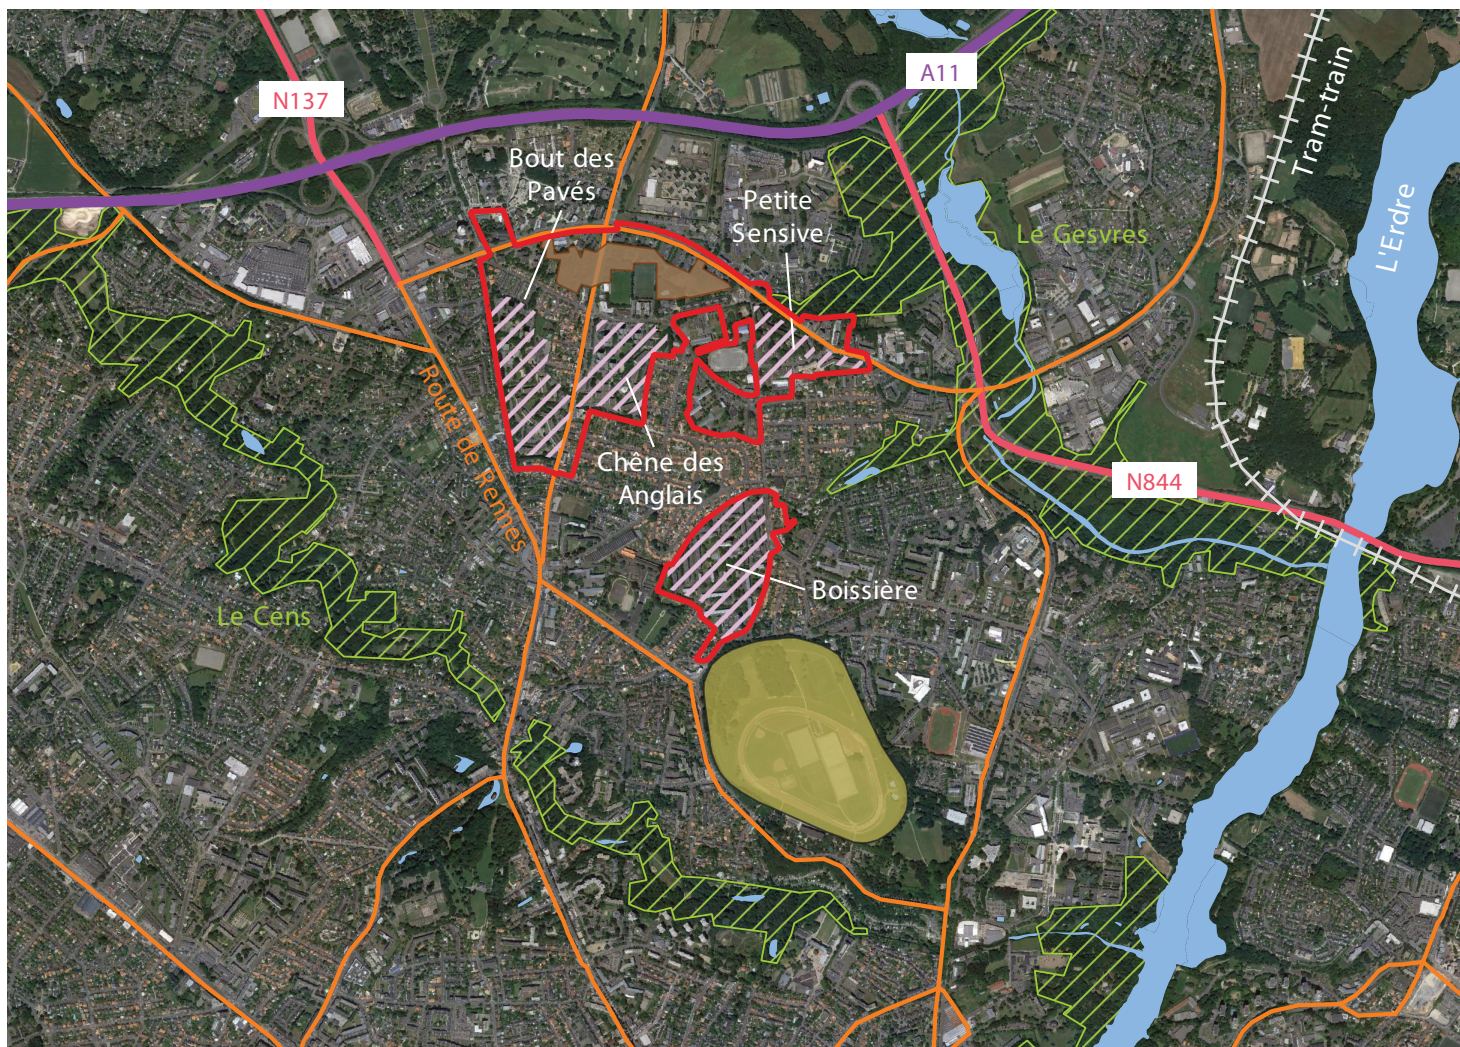 A11
N137
Bout des
Pavés
Petite
Sensive
Le Gesvres
Tram-train
L'Erdre
Route de Rennes
Chêne des
Anglais
N844
Boissière
Le Cens